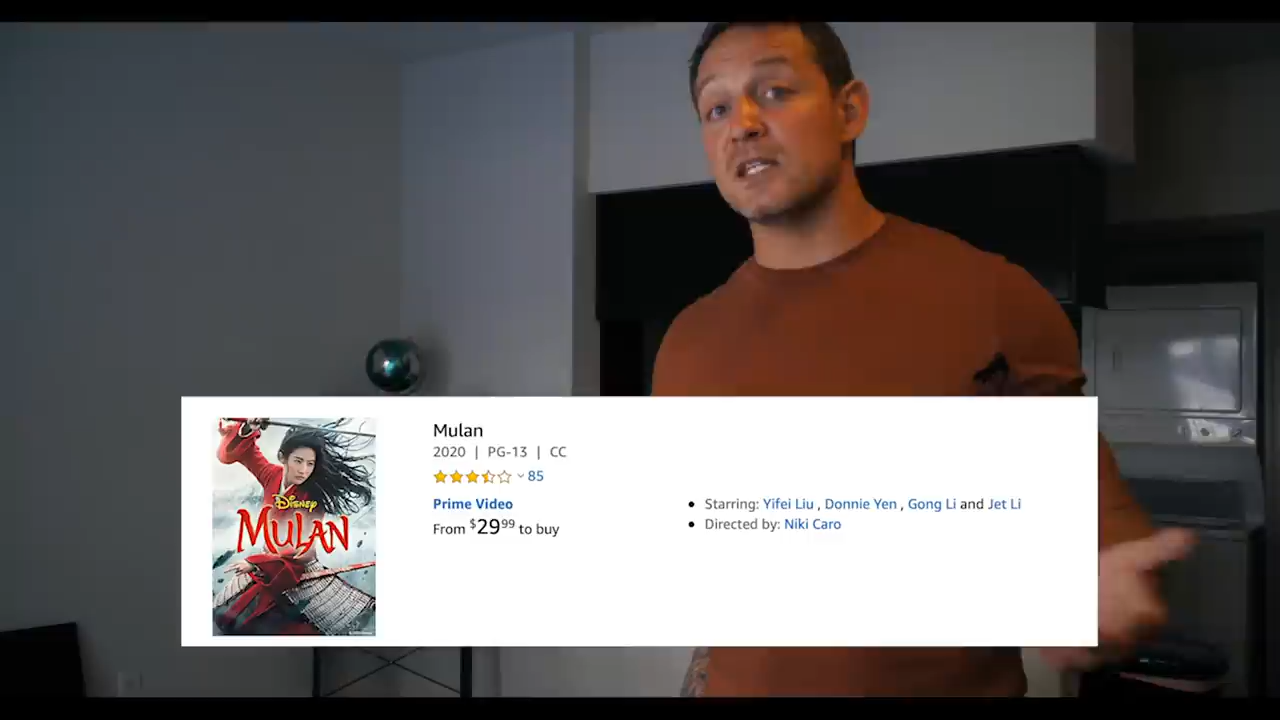 Disney
MULAN
Mulan
2020 | PG-13 | CC
85
Prime Video
From $29.99 to buy
• Starring: Yifei Liu , Donnie Yen , Gong Li and Jet Li
• Directed by: Niki Caro